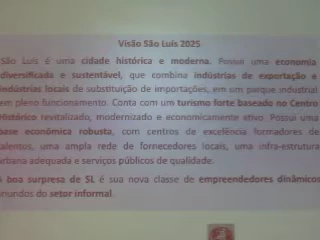 Visão São Luis 2025
São Luis é uma cidade histórica e moderna. Possui uma economia
diversificada e sustentável, que combina indústrias de exportação e
indústrias locais de substituição de importações, em um parque industrial
em pleno funcionamento. Conta com um turismo forte baseado no Centro
Histórico revitalizado, modernizado e economicamente ativo. Possui uma
base econômica robusta, com centros de excelência formadores de
talentos, uma ampla rede de fornecedores locais, uma infra-estrutura
urbana adequada e serviços públicos de qualidade.
boa surpresa de SL é sua nova classe de empreendedores dinâmicos
oriundos do setor informal.